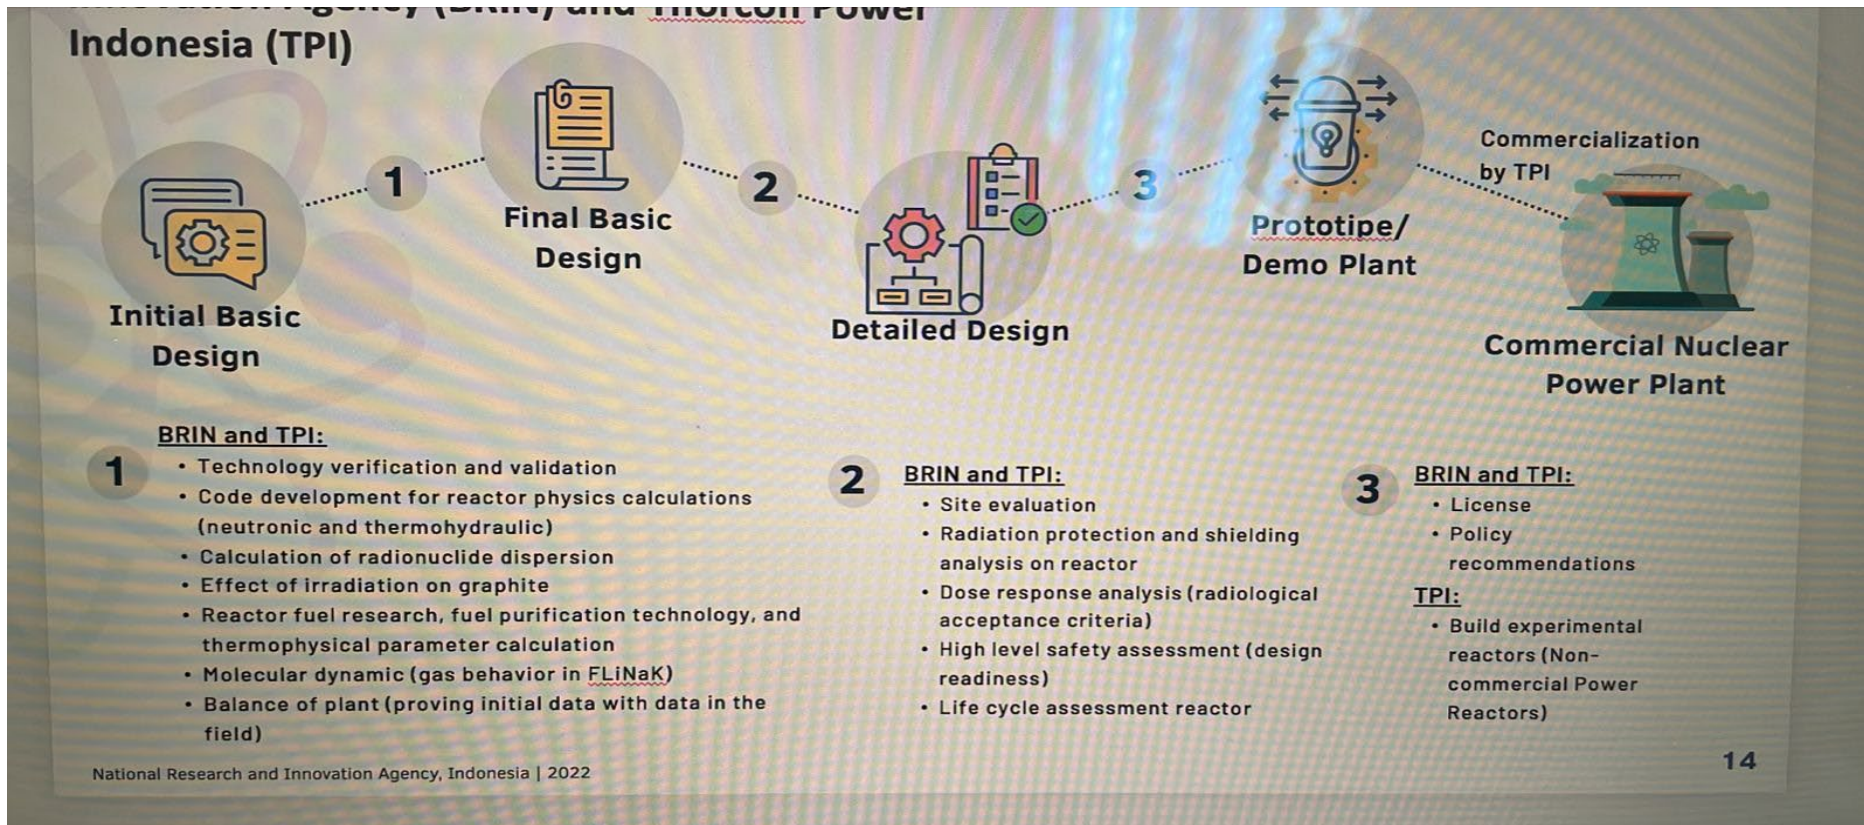 Innovation Agency (BRIN) and Thorcon Power
Indonesia (TPI)
1
2
3
Commercialization
by TPI
Final Basic
Design
Prototipe/
Demo Plant
Initial Basic
Design
Detailed Design
Commercial Nuclear
Power Plant
1
BRIN and TPI:
• Technology verification and validation
• Code development for reactor physics calculations
(neutronic and thermohydraulic)
• Calculation of radionuclide dispersion
• Effect of irradiation on graphite
• Reactor fuel research, fuel purification technology, and
thermophysical parameter calculation
• Molecular dynamic (gas behavior in FLiNaK)
• Balance of plant (proving initial data with data in the
field)
2
BRIN and TPI:
• Site evaluation
• Radiation protection and shielding
analysis on reactor
• Dose response analysis (radiological
acceptance criteria)
• High level safety assessment (design
readiness)
• Life cycle assessment reactor
3
BRIN and TPI:
• License
• Policy
recommendations
TPI:
• Build experimental
reactors (Non-
commercial Power
Reactors)
National Research and Innovation Agency, Indonesia | 2022
14